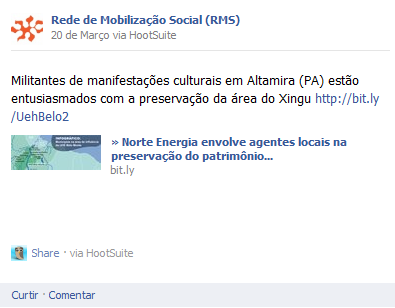 Rede de Mobilização Social (RMS)
20 de Março via HootSuite
Militantes de manifestações culturais em Altamira (PA) estão
entusiasmados com a preservação da área do Xingu http://bit.ly
/UehBelo2
» Norte Energia envolve agentes locais na
preservação do patrimônio...
bit.ly
Share · via HootSuite
Curtir · Comentar